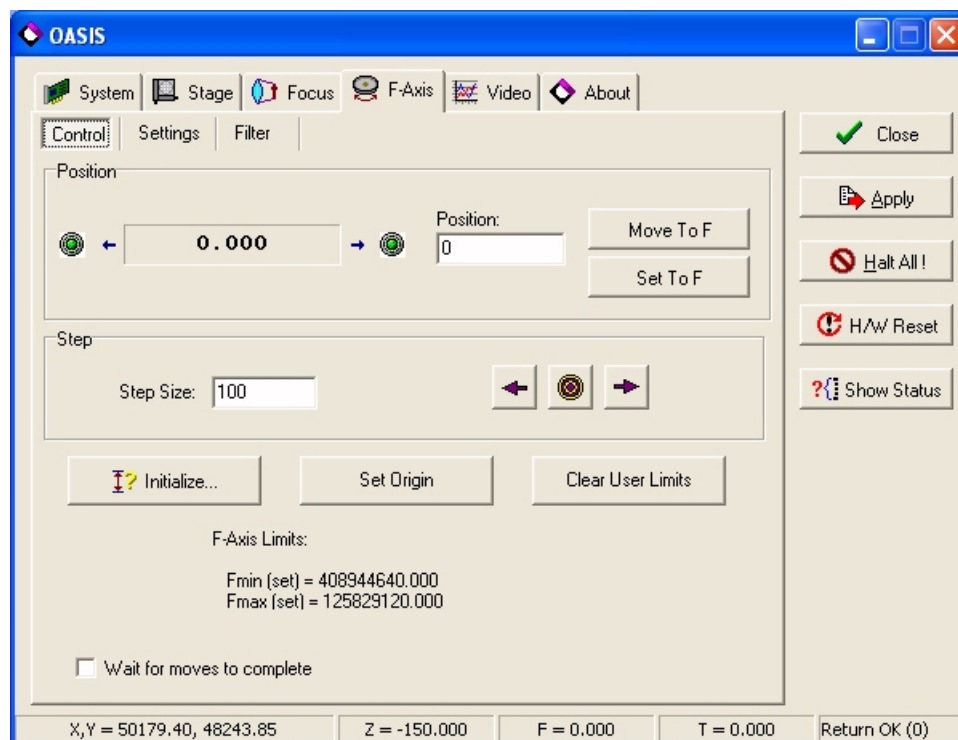 OASIS
System Stage Focus F-Axis Video About
Control Settings Filter
Position
0.000
Position:
0
Move To F
Set To F
Step
Step Size: 100
Initialize... Set Origin Clear User Limits
F-Axis Limits:
Fmin (set) = 408944640.000
Fmax (set) = 125829120.000
Wait for moves to complete
Close
Apply
Halt All !
H/W Reset
Show Status
X,Y = 50179.40, 48243.85 Z = -150.000 F = 0.000 T = 0.000 Return OK (0)